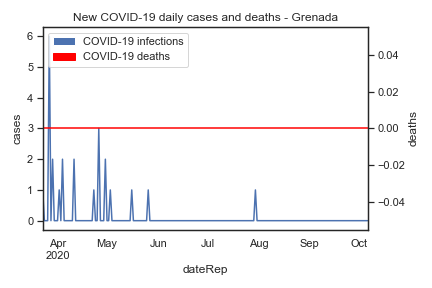 New COVID-19 daily cases and deaths - Grenada
COVID-19 infections
COVID-19 deaths
6
5
4
3
2
1
0
cases
0.04
0.02
0.00
−0.02
−0.04
deaths
Apr May Jun Jul Aug Sep Oct
2020
dateRep